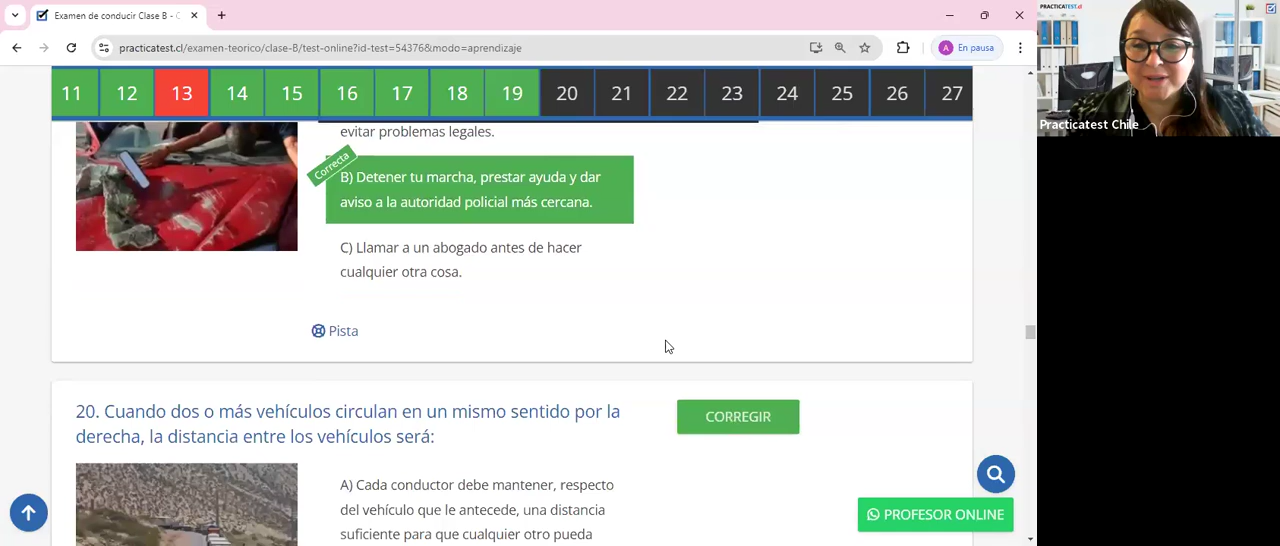 Examen de conducir Clase B - C
practicatest.cl/examen-teorico/clase-B/test-online?id-test=54376&modo=aprendizaje
A
En pausa
PRACTICATEST.cl
Practicatest Chile
11 12 13 14 15 16 17 18 19 20 21 22 23 24 25 26 27
evitar problemas legales.
Correcta
B) Detener tu marcha, prestar ayuda y dar
aviso a la autoridad policial más cercana.
C) Llamar a un abogado antes de hacer
cualquier otra cosa.
Pista
20. Cuando dos o más vehículos circulan en un mismo sentido por la
derecha, la distancia entre los vehículos será:
CORREGIR
A) Cada conductor debe mantener, respecto
del vehículo que le antecede, una distancia
suficiente para que cualquier otro pueda
PROFESOR ONLINE